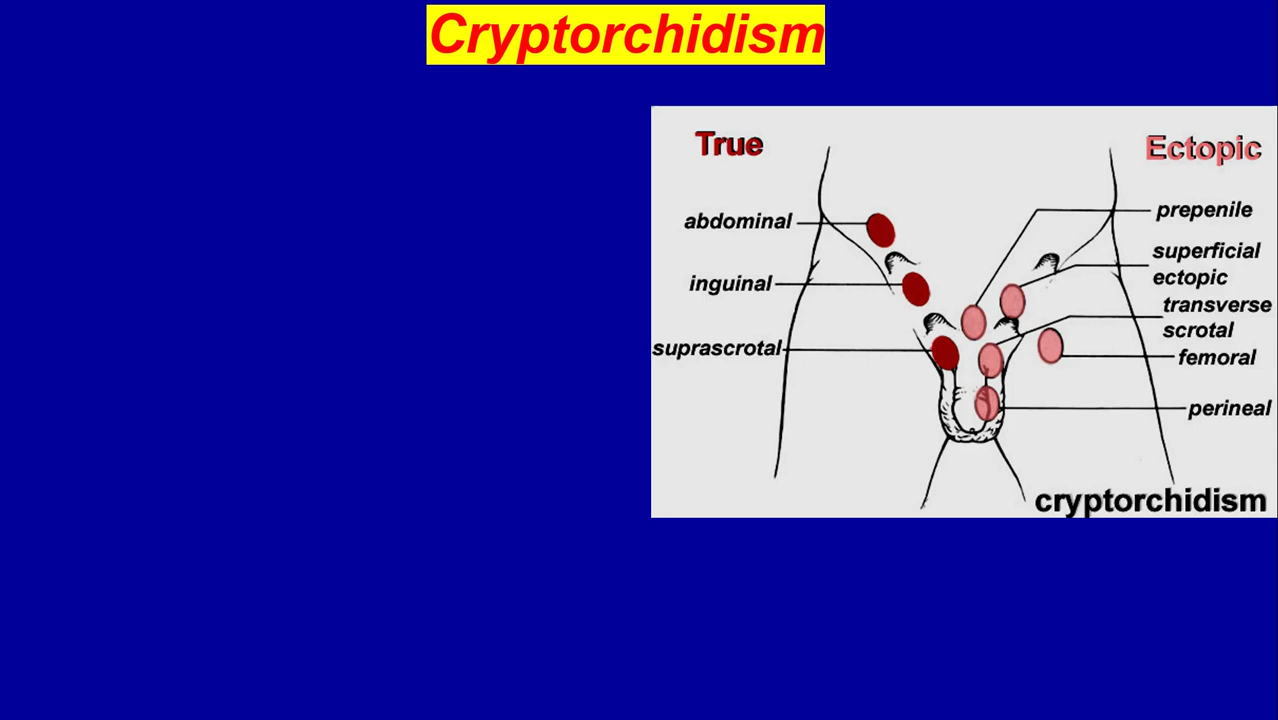 Cryptorchidism
True
Ectopic
abdominal
inguinal
suprascrotal
prepenile
superficial
ectopic
transverse
scrotal
femoral
perineal
cryptorchidism